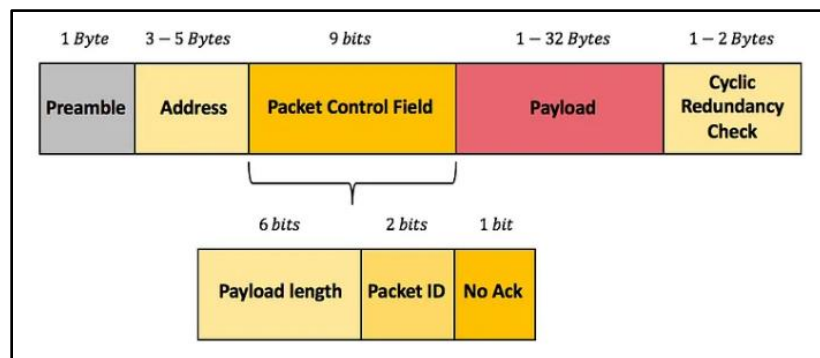 1 Byte 3 – 5 Bytes 9 bits 1 – 32 Bytes 1 – 2 Bytes
Preamble Address Packet Control Field Payload Cyclic
Redundancy
Check
6 bits 2 bits 1 bit
Payload length Packet ID No Ack